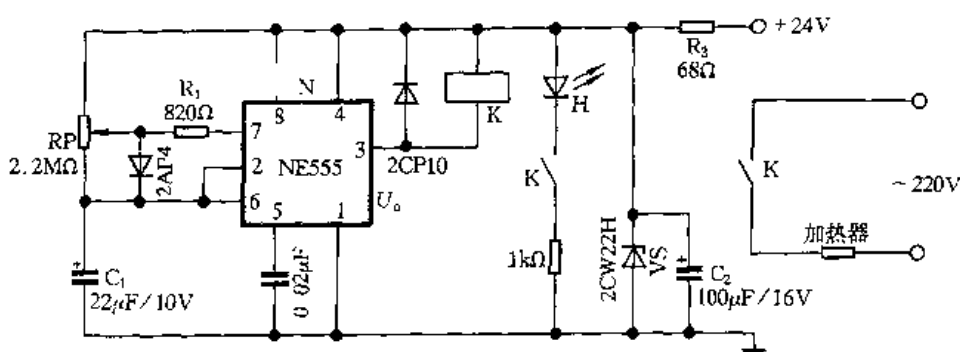 +24V
R₃
68Ω
R₁
820Ω
N
8
4
7
RP
2.2MΩ
2AP4
2
NE555
3
6
5
1
U₀
2CP10
K
H
K
1kΩ
2CW22H
VS
C₂
100μF/16V
K
~220V
加热器
C₁
22μF/10V
0.02μF